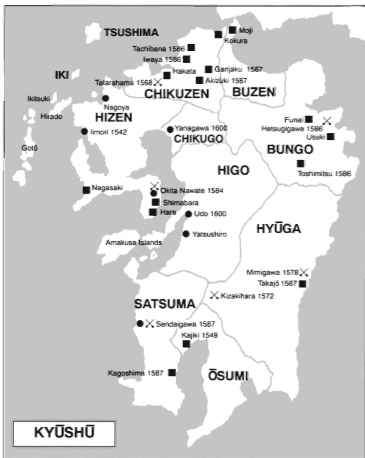 TSUSHIMA
Moji
Kokura
Tachibana 1586
Iwaya 1586
IKI
Hakata
Ganjaku 1587
Tatarahama 1568
Akizuki 1587
CHIKUZEN
BUZEN
Ikitsuki
Nagoya
Hirado
HIZEN
Funai
Iimori 1542
Yanagawa 1600
Hetsugigawa 1586
CHIKUGO
Useki
BUNGO
Gotō
HIGO
Toshimitsu 1586
Nagasaki
Okita Nawate 1584
Shimabara
Hara
Udo 1600
HYŪGA
Yatsushiro
Amakusa Islands
Mimigawa 1578
Takajō 1587
SATSUMA
Kizakihara 1572
Sendaigawa 1587
Kajiki 1549
Kagoshima 1587
ŌSUMI
KYŪSHŪ